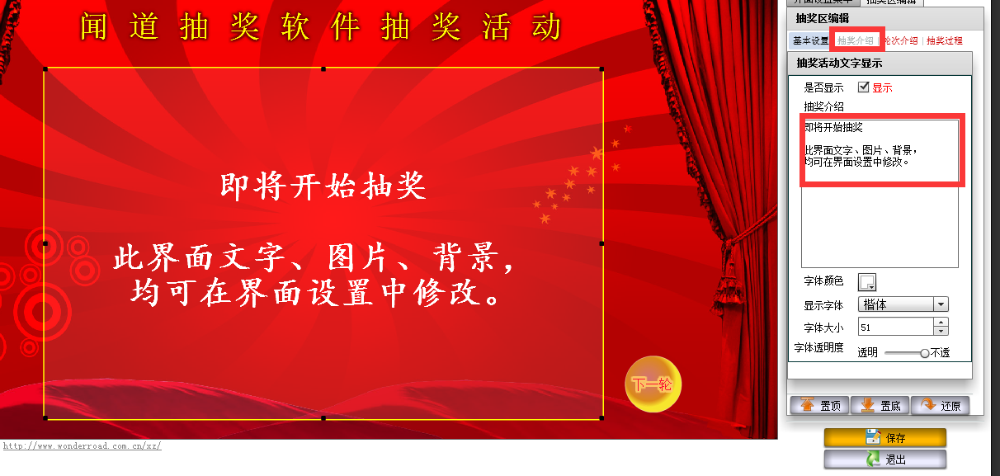 闻道抽奖软件抽奖活动
即将开始抽奖
此界面文字、图片、背景,
均可在界面设置中修改。
下一轮
http://www.wonderroad.com.cn/xz/
界面设置菜单 抽奖区编辑
抽奖区编辑
基本设置 抽奖介绍 轮次介绍 抽奖过程
抽奖活动文字显示
是否显示 显示
抽奖介绍
即将开始抽奖
此界面文字、图片、背景,
均可在界面设置中修改。
字体颜色
显示字体 楷体
字体大小 51
字体透明度 透明 不透
置顶 置底 还原
保存
退出